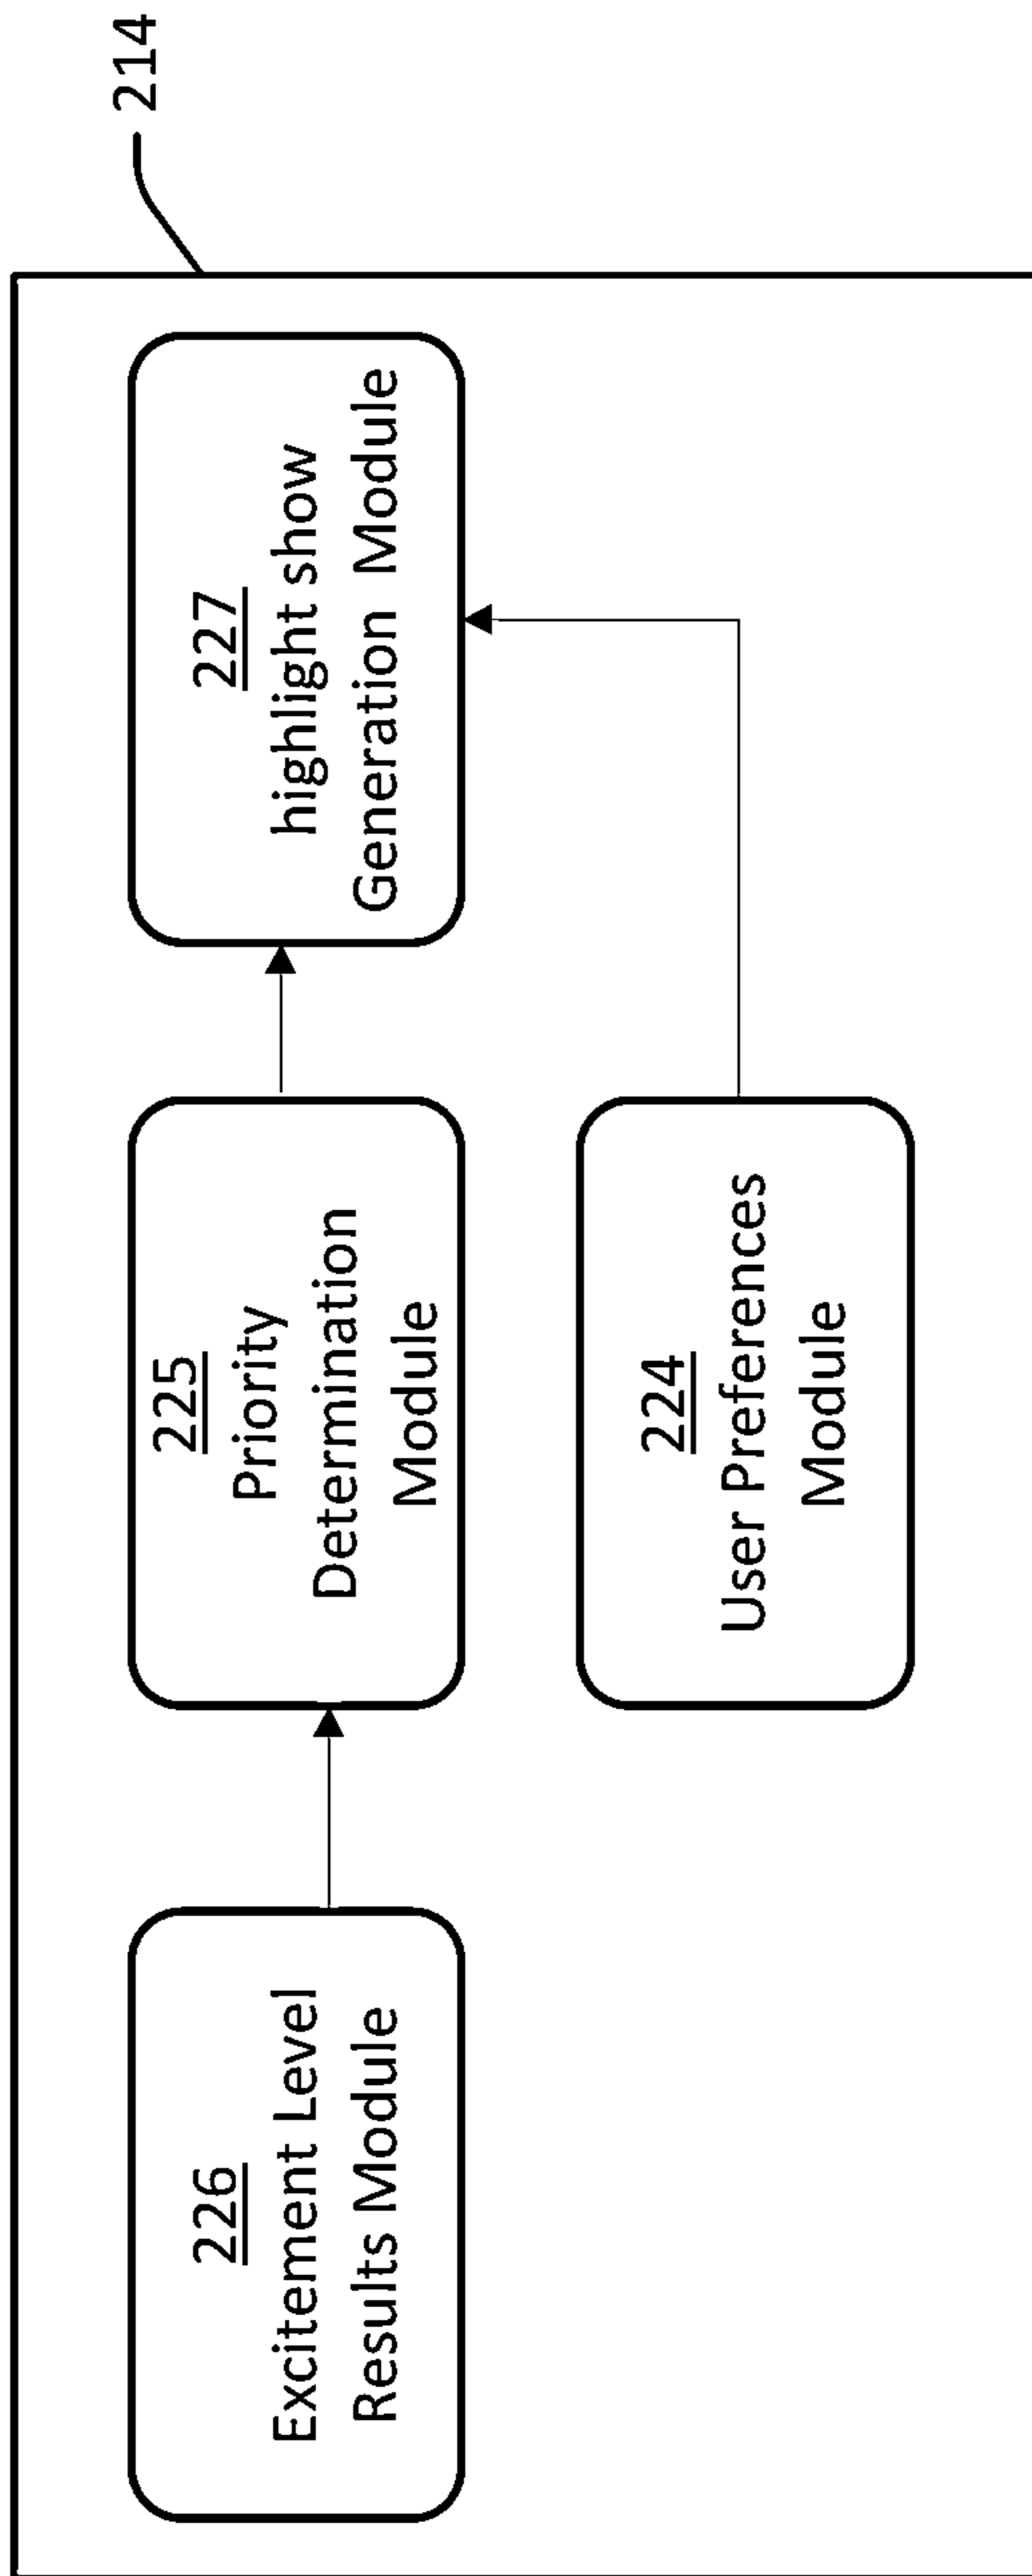 214
226
Excitement Level
Results Module
225
Priority
Determination
Module
227
highlight show
Generation Module
224
User Preferences
Module